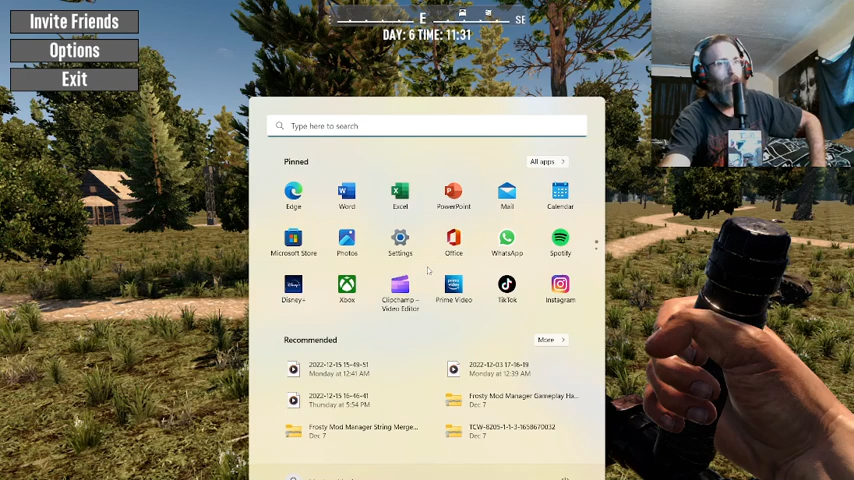 Invite Friends
Options
Exit
E
SE
DAY: 6 TIME: 11:31
Type here to search
Pinned
All apps
Edge
Word
Excel
PowerPoint
Mail
Calendar
Microsoft Store
Photos
Settings
Office
WhatsApp
Spotify
Disney+
Xbox
Clipchamp –
Video Editor
Prime Video
TikTok
Instagram
Recommended
More
2022-12-15 15-49-51
Monday at 12:41 AM
2022-12-03 17-16-19
Monday at 12:39 AM
2022-12-15 16-46-41
Thursday at 5:54 PM
Frosty Mod Manager Gameplay Ha...
Dec 7
Frosty Mod Manager String Merge...
Dec 7
TCW-8205-1-1-3-1658670032
Dec 7